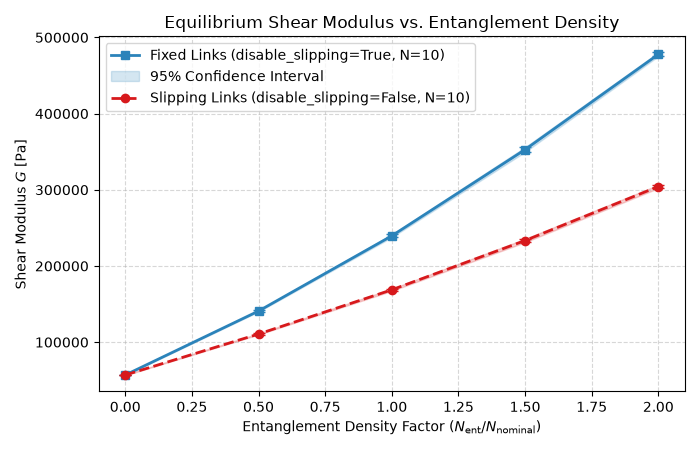 Equilibrium Shear Modulus vs. Entanglement Density
Fixed Links (disable_slipping=True, N=10)
95% Confidence Interval
Slipping Links (disable_slipping=False, N=10)
Shear Modulus G [Pa]
500000
400000
300000
200000
100000
0.00 0.25 0.50 0.75 1.00 1.25 1.50 1.75 2.00
Entanglement Density Factor (N_ent/N_nominal)